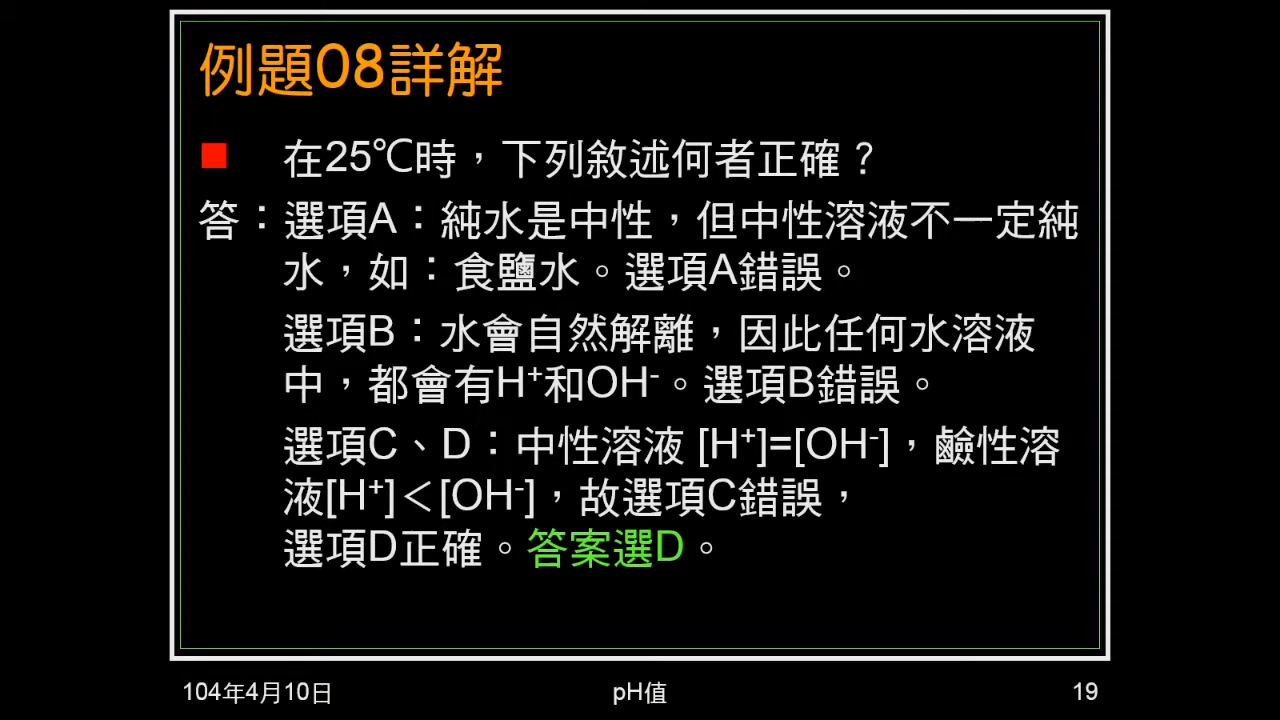 例題08詳解
在25℃時，下列敘述何者正確？
答：選項A：純水是中性，但中性溶液不一定純
水，如：食鹽水。選項A錯誤。
選項B：水會自然解離，因此任何水溶液
中，都會有H⁺和OH⁻。選項B錯誤。
選項C、D：中性溶液 [H⁺]=[OH⁻]，鹼性溶
液[H⁺]＜[OH⁻]，故選項C錯誤，
選項D正確。答案選D。
104年4月10日
pH值
19